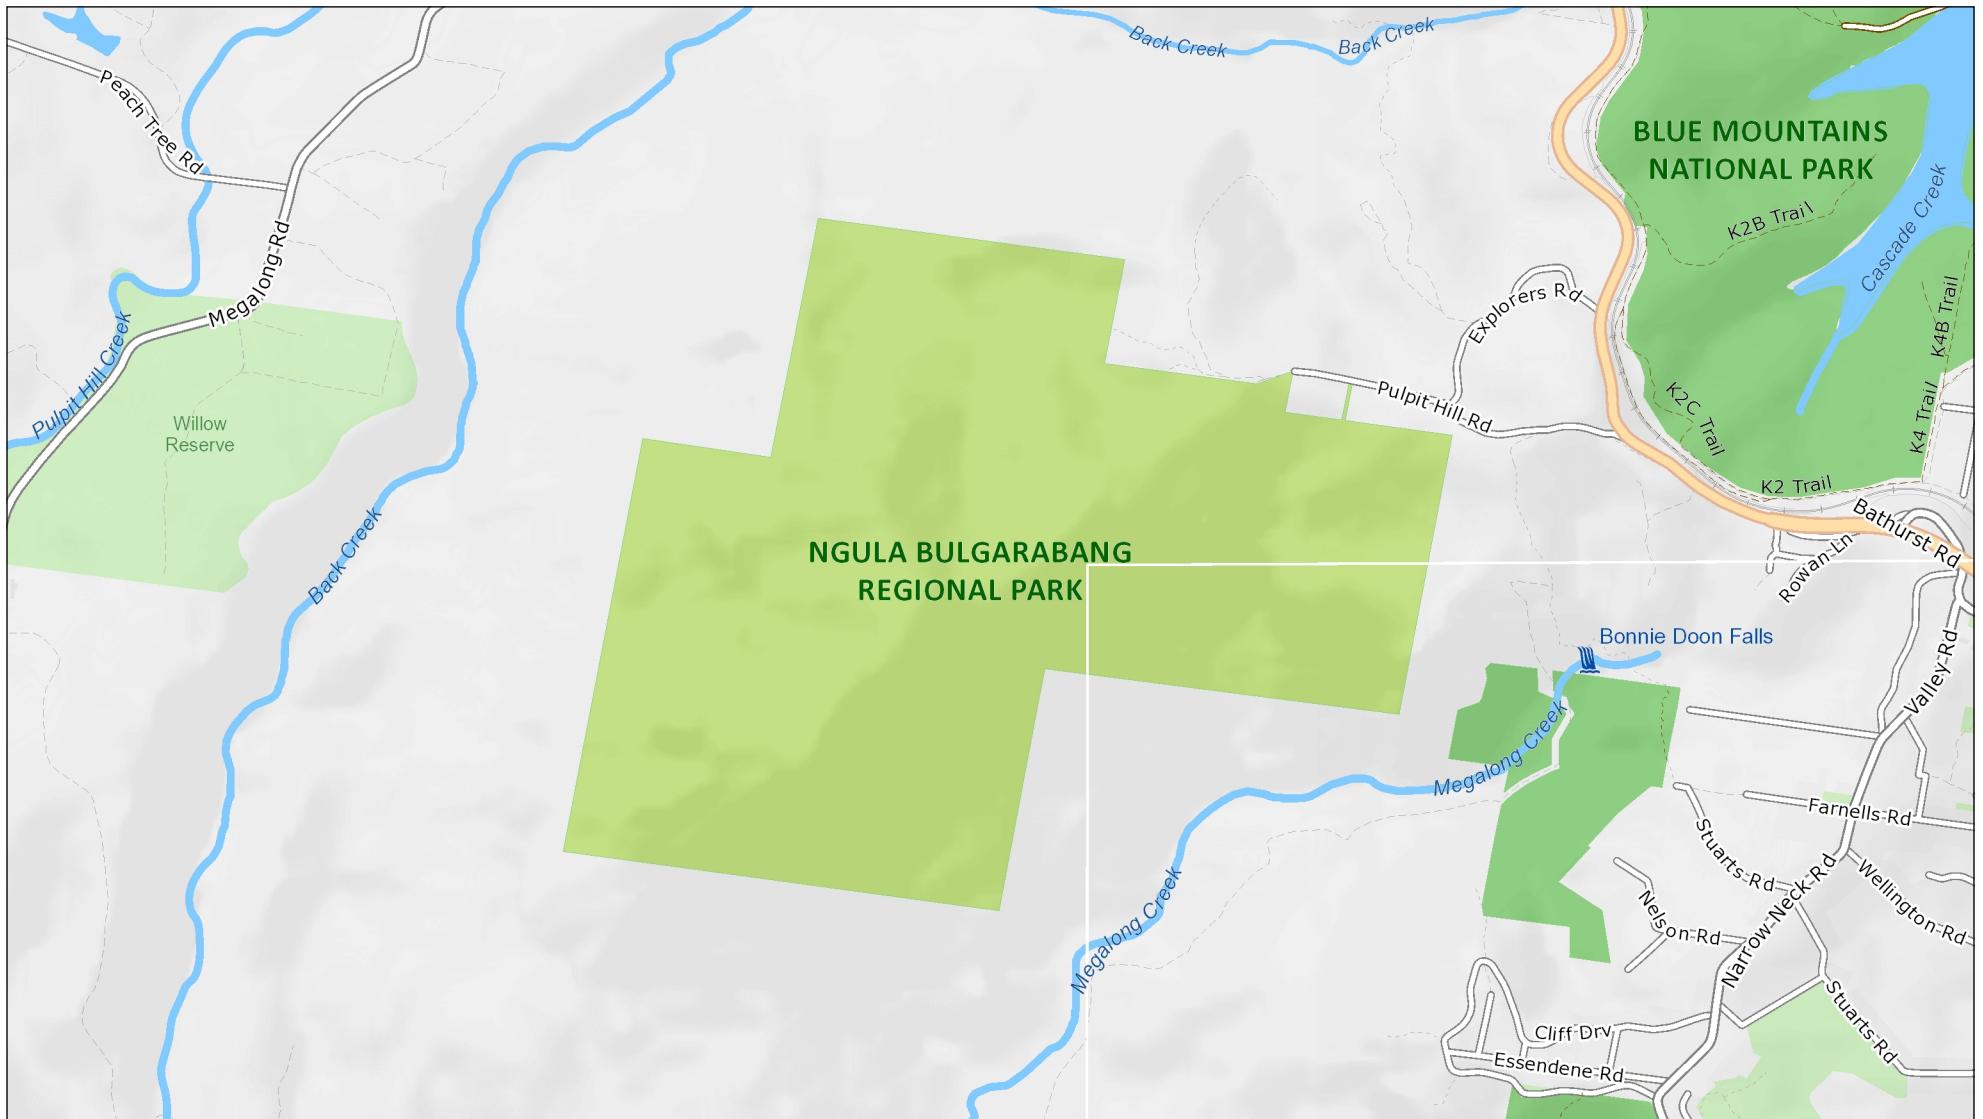 Back Creek
Back Creek
Peach Tree Rd
BLUE MOUNTAINS
NATIONAL PARK
K2B Trail
Cascade Creek
Megalong Rd
Explorers Rd
K4B Trail
Pulpit Hill Creek
Pulpit Hill Rd
K2C Trail
K4 Trail
Willow
Reserve
K2 Trail
Bathurst Rd
Back Creek
NGULA BULGARABANG
REGIONAL PARK
Rowan Ln
Bonnie Doon Falls
Valley Rd
Megalong Creek
Farnells Rd
Stuarts Rd
Wellington Rd
Nelson Rd
Narrow Neck Rd
Megalong Creek
Stuarts Rd
Cliff Drv
Essendene Rd